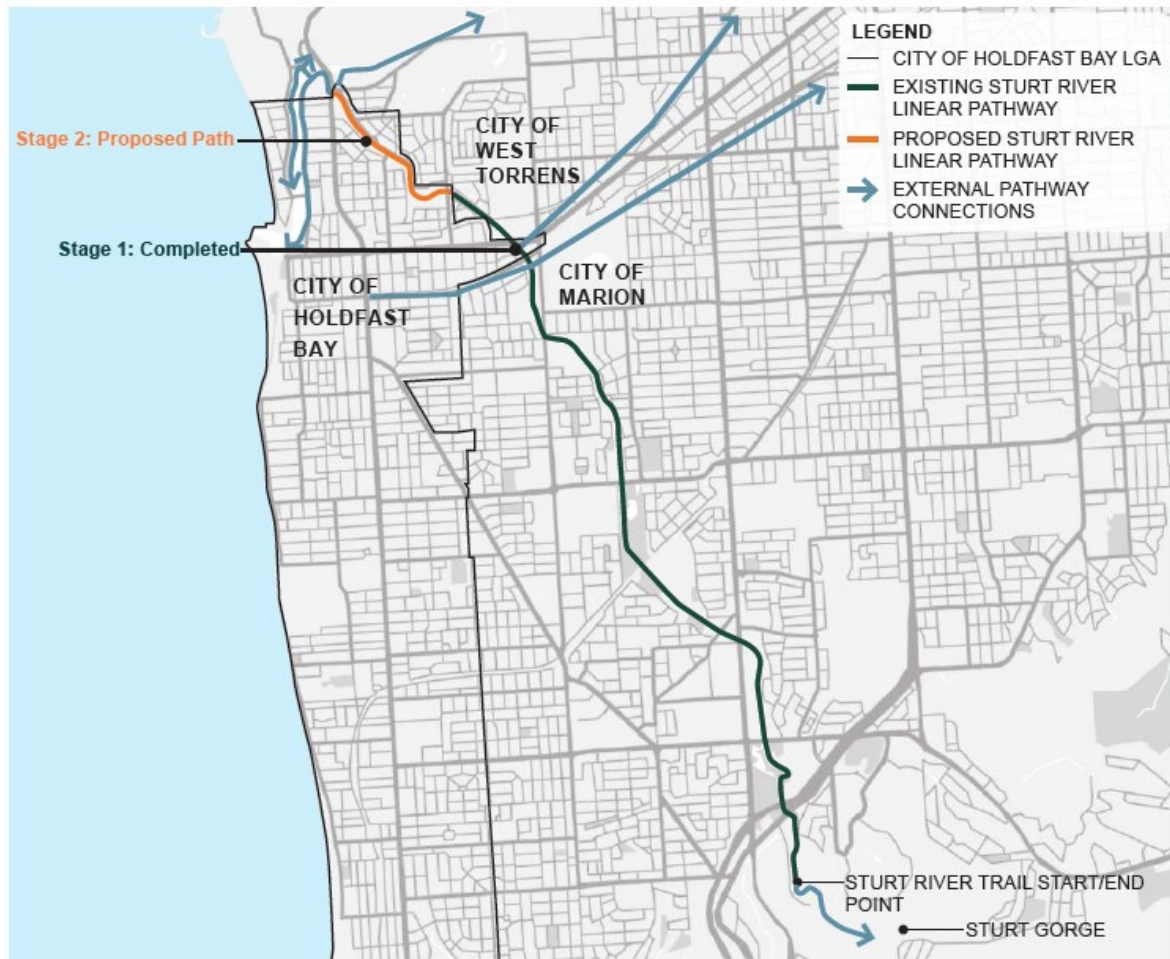 LEGEND
CITY OF HOLDFAST BAY LGA
EXISTING STURT RIVER
LINEAR PATHWAY
PROPOSED STURT RIVER
LINEAR PATHWAY
EXTERNAL PATHWAY
CONNECTIONS
Stage 2: Proposed Path
CITY OF
WEST
TORRENS
Stage 1: Completed
CITY OF
HOLDFAST
BAY
CITY OF
MARION
STURT RIVER TRAIL START/END
POINT
STURT GORGE